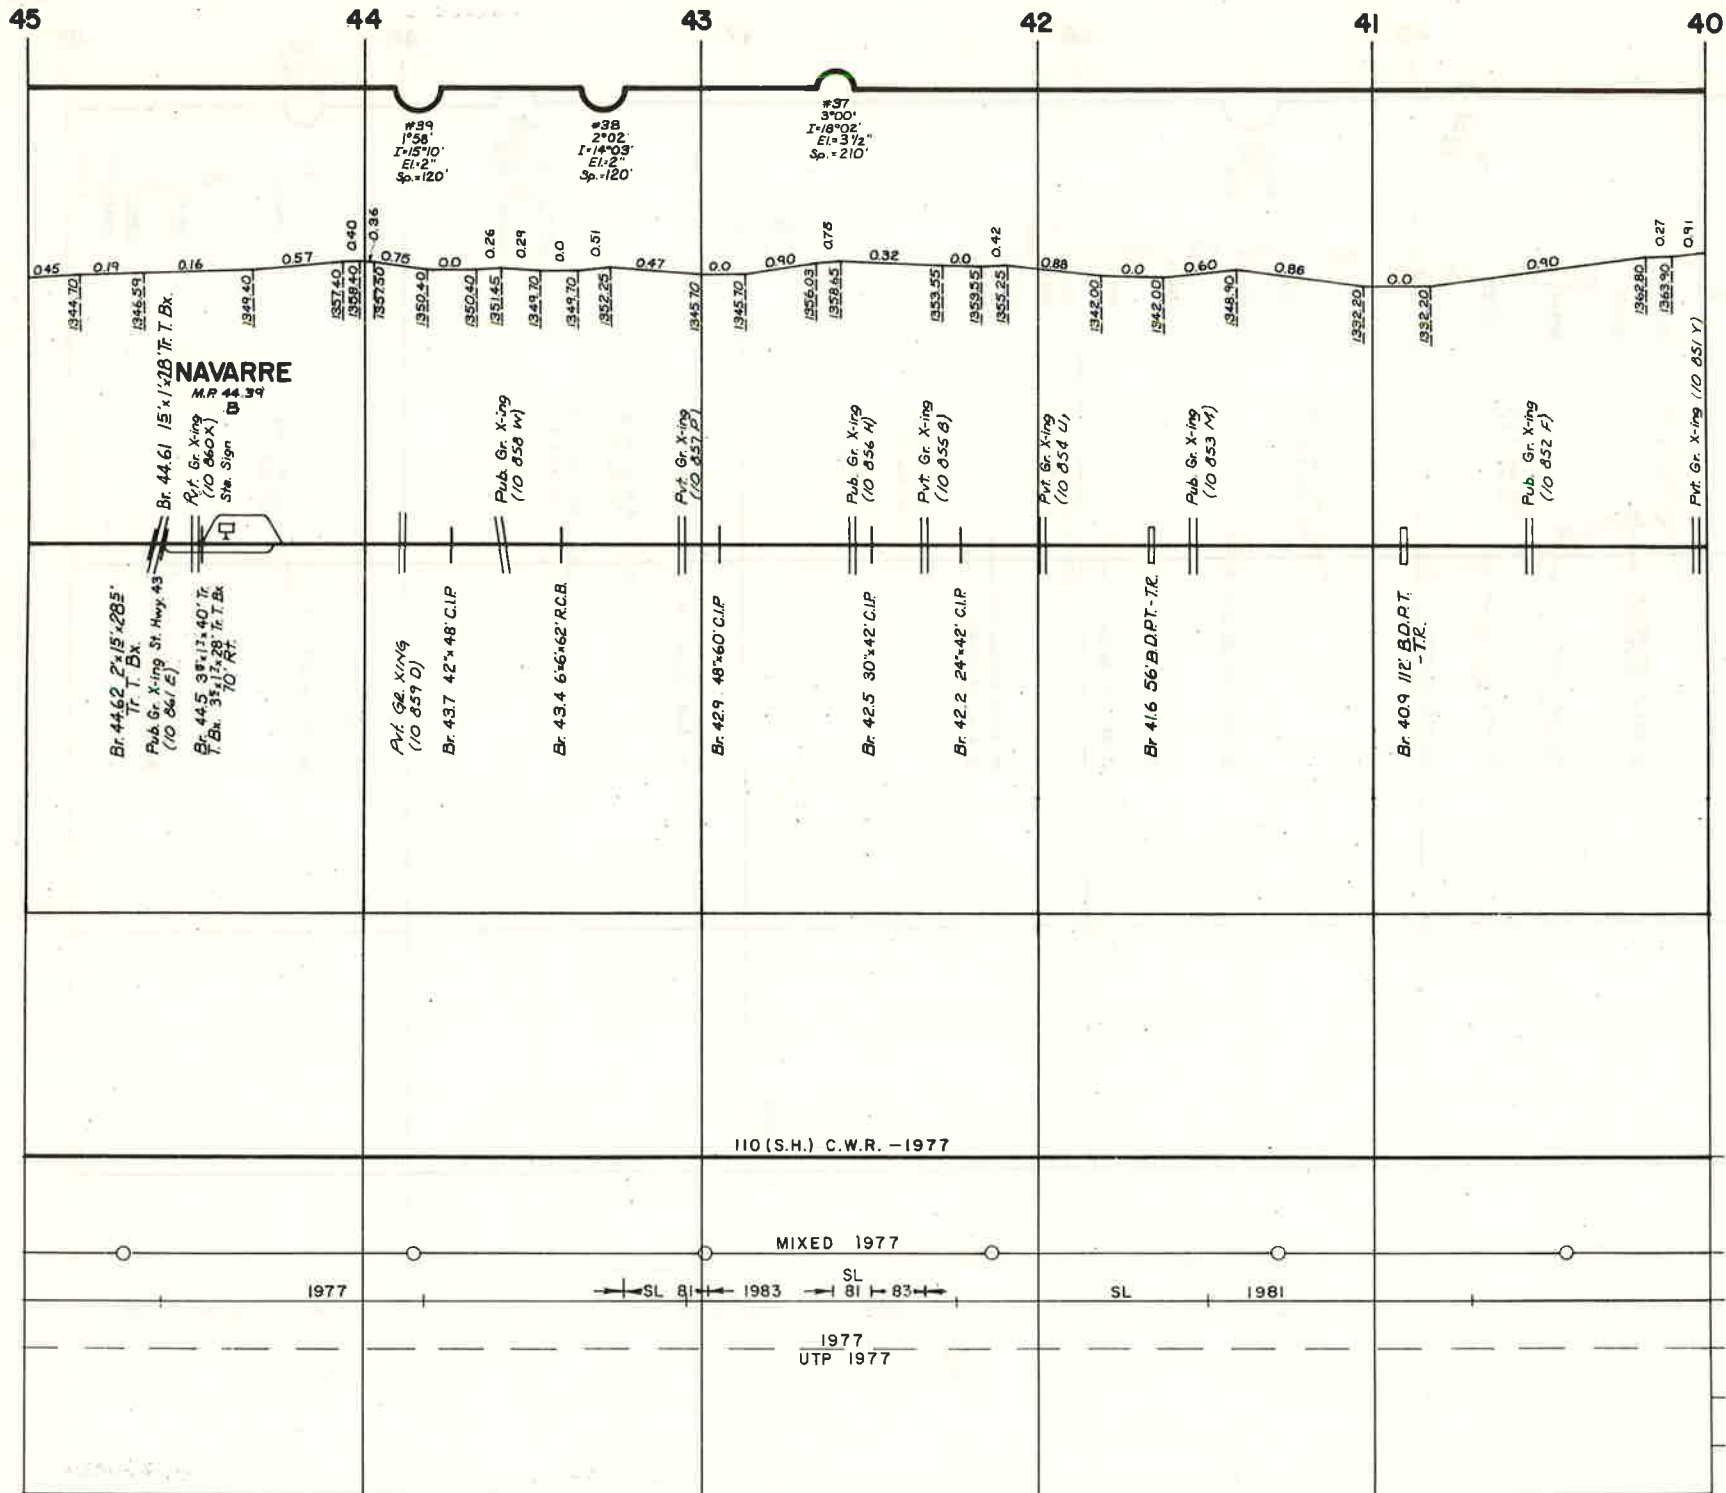 45 44 43 42 41 40
#39
1°58'
I=15°10'
El.=2"
Sp.=120'
#38
2°02'
I=14°03'
El.=2"
Sp.=120'
#37
3°00'
I=18°02'
El.=3 1/2"
Sp.=210'
0.45 0.19 0.16 0.57 0.40 0.36 0.75 0.0 0.26 0.29 0.0 0.51 0.47 0.0 0.90 0.78 0.32 0.0 0.42 0.88 0.0 0.60 0.86 0.0 0.90 0.27 0.91
1344.70 1346.59 1349.40 1357.40 1358.40 1357.50 1350.40 1350.40 1351.45 1349.70 1349.70 1352.25 1345.70 1345.70 1356.03 1358.65 1353.55 1353.55 1355.25 1342.00 1342.00 1348.90 1332.20 1332.20 1362.80 1363.90
NAVARRE
M.P. 44.39
B
Br. 44.61 15'x1'x28' Tr. T. Bx.
Pvt. Gr. X-ing
(10 860X)
Sta. Sign
Pub. Gr. X-ing
(10 858 W)
Pvt. Gr. X-ing
(10 857 P)
Pub. Gr. X-ing
(10 856 H)
Pvt. Gr. X-ing
(10 855 B)
Pvt. Gr. X-ing
(10 854 U)
Pub. Gr. X-ing
(10 853 M)
Pub. Gr. X-ing
(10 852 F)
Pvt. Gr. X-ing (10 851 Y)
Br. 44.62 2'x15'x285'
Tr. T. Bx.
Pub. Gr. X-ing St. Hwy. 43
(10 861 E)
Br. 44.5 Tr.
T. Bx. Tr. T. Bx
70' Rt.
Pvt. GR. XING
(10 859 D)
Br. 43.7 42"x48' C.I.P.
Br. 43.4 6'x6'x62' R.C.B.
Br. 42.9 48"x60' C.I.P.
Br. 42.5 30"x42' C.I.P.
Br. 42.2 24"x42' C.I.P.
Br 41.6 56' B.D.P.T.-T.R.
Br. 40.9 112' B.D.P.T.
-T.R.
110 (S.H.) C.W.R. -1977
MIXED 1977
1977 SL 81 1983 SL 81 83 SL 1981
1977
UTP 1977